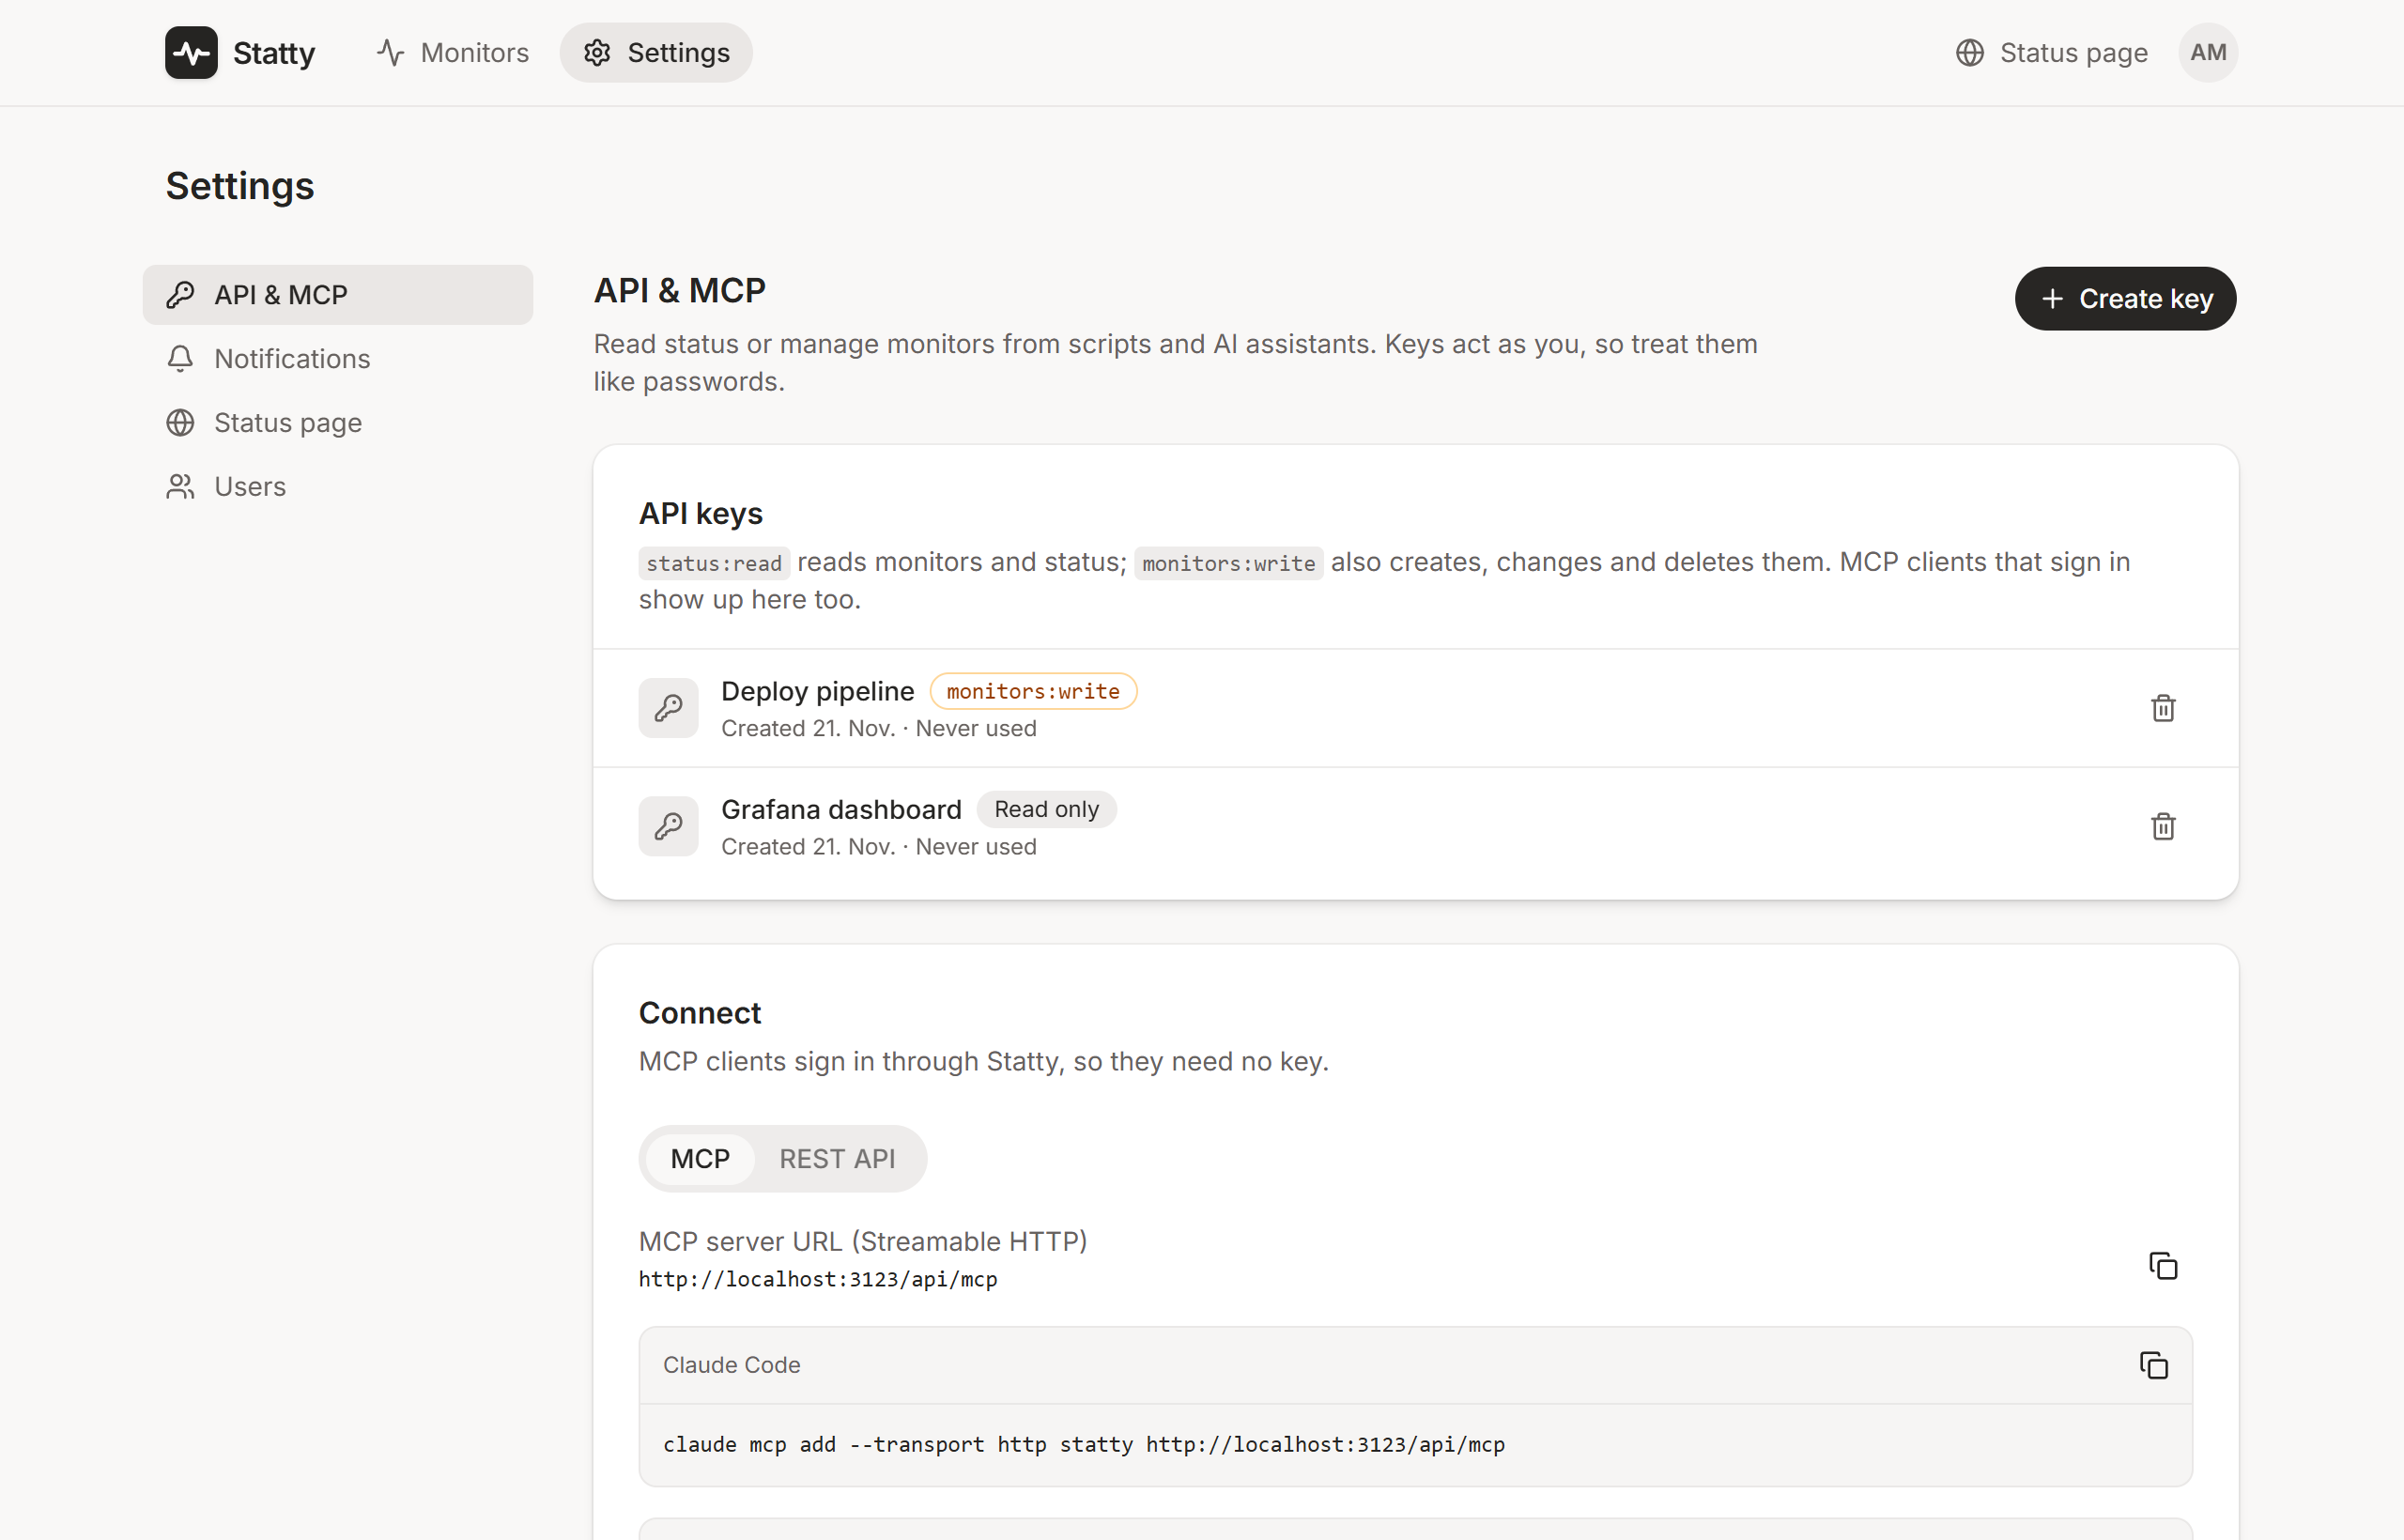 Statty
Monitors
Settings
Status page
AM
Settings
API & MCP
Notifications
Status page
Users
API & MCP
Create key
Read status or manage monitors from scripts and AI assistants. Keys act as you, so treat them
like passwords.
API keys
status:read reads monitors and status; monitors:write also creates, changes and deletes them. MCP clients that sign in
show up here too.
Deploy pipeline monitors:write
Created 21. Nov. · Never used
Grafana dashboard Read only
Created 21. Nov. · Never used
Connect
MCP clients sign in through Statty, so they need no key.
MCP REST API
MCP server URL (Streamable HTTP)
http://localhost:3123/api/mcp
Claude Code
claude mcp add --transport http statty http://localhost:3123/api/mcp